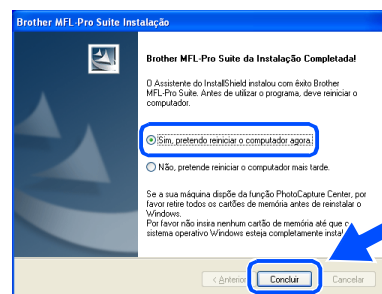 Brother MFL-Pro Suite Instalação
Brother MFL-Pro Suite da Instalação Completada!
O Assistente do InstallShield instalou com êxito Brother
MFL-Pro Suite. Antes de utilizar o programa, deve reiniciar o
computador.
Sim, pretendo reiniciar o computador agora.
Não, pretende reiniciar o computador mais tarde.
Se a sua máquina dispõe da função PhotoCapture Center, por
favor retire todos os cartões de memória antes de reinstalar o
Windows.
Por favor não insira nenhum cartão de memória até que o
sistema operativo Windows esteja completamente
< Anterior Concluir Cancelar